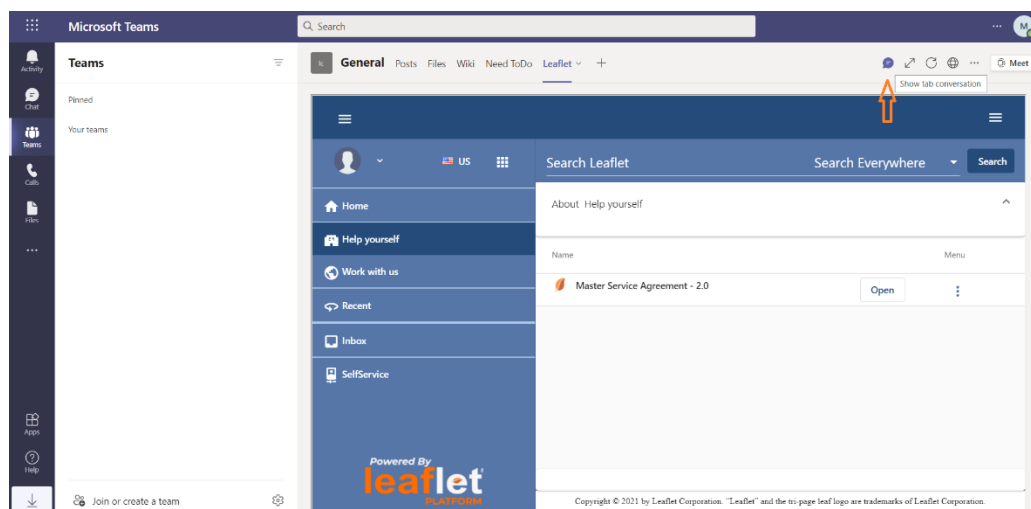 Microsoft Teams
Search
M
Activity
Chat
Teams
Calls
Files
Apps
Help
Teams
Pinned
Your teams
Join or create a team
k General Posts Files Wiki Need ToDo Leaflet
Meet
Show tab conversation
US
Search Leaflet Search Everywhere Search
Home
Help yourself
Work with us
Recent
Inbox
SelfService
Powered By
leaflet
PLATFORM
About Help yourself
Name Menu
Master Service Agreement - 2.0 Open
Copyright © 2021 by Leaflet Corporation. "Leaflet" and the tri-page leaf logo are trademarks of Leaflet Corporation.